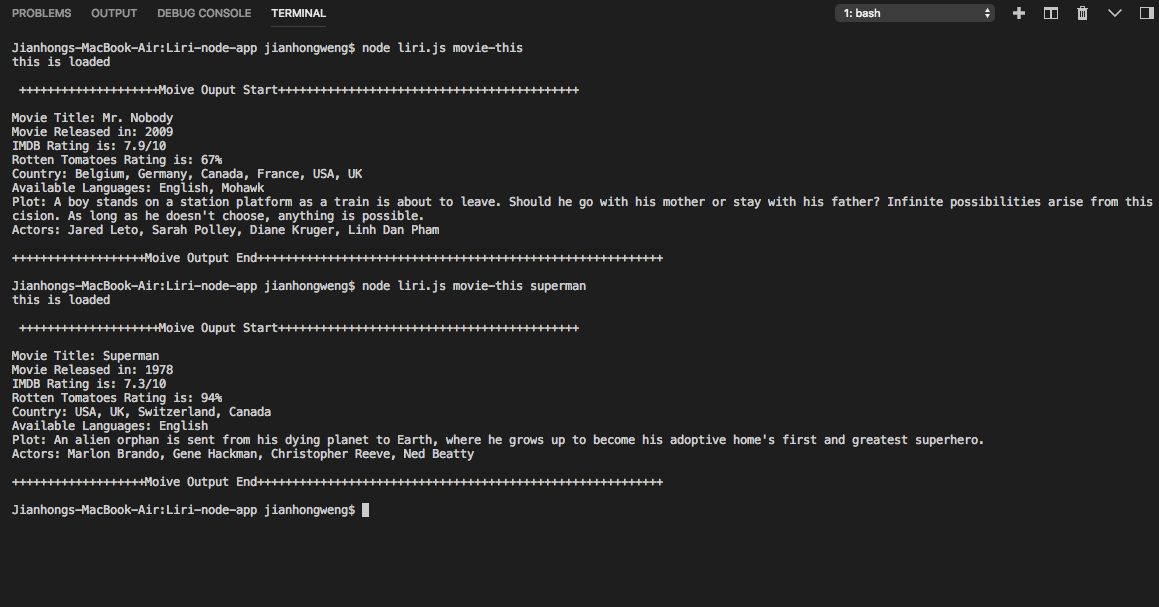 PROBLEMS OUTPUT DEBUG CONSOLE TERMINAL 1: bash
Jianhongs-MacBook-Air:Liri-node-app jianhongweng$ node liri.js movie-this
this is loaded
++++++++++++++++++++Moive Ouput Start+++++++++++++++++++++++++++++++++++++++++++
Movie Title: Mr. Nobody
Movie Released in: 2009
IMDB Rating is: 7.9/10
Rotten Tomatoes Rating is: 67%
Country: Belgium, Germany, Canada, France, USA, UK
Available Languages: English, Mohawk
Plot: A boy stands on a station platform as a train is about to leave. Should he go with his mother or stay with his father? Infinite possibilities arise from this
cision. As long as he doesn't choose, anything is possible.
Actors: Jared Leto, Sarah Polley, Diane Kruger, Linh Dan Pham
+++++++++++++++++++Moive Output End++++++++++++++++++++++++++++++++++++++++++++++++++++++++++
Jianhongs-MacBook-Air:Liri-node-app jianhongweng$ node liri.js movie-this superman
this is loaded
++++++++++++++++++++Moive Ouput Start+++++++++++++++++++++++++++++++++++++++++++
Movie Title: Superman
Movie Released in: 1978
IMDB Rating is: 7.3/10
Rotten Tomatoes Rating is: 94%
Country: USA, UK, Switzerland, Canada
Available Languages: English
Plot: An alien orphan is sent from his dying planet to Earth, where he grows up to become his adoptive home's first and greatest superhero.
Actors: Marlon Brando, Gene Hackman, Christopher Reeve, Ned Beatty
+++++++++++++++++++Moive Output End++++++++++++++++++++++++++++++++++++++++++++++++++++++++++
Jianhongs-MacBook-Air:Liri-node-app jianhongweng$